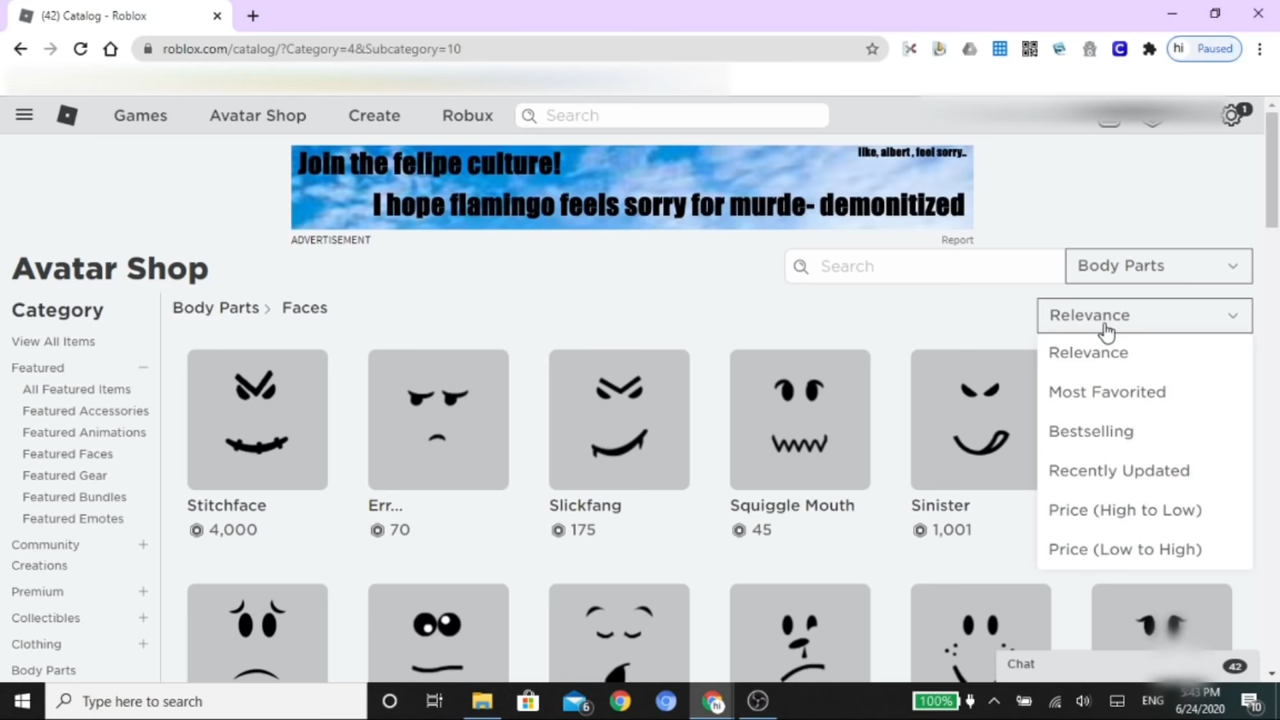 (42) Catalog - Roblox
roblox.com/catalog/?Category=4&Subcategory=10
hi Paused
Games Avatar Shop Create Robux Search
1
Join the felipe culture!
like, albert, feel sorry..
I hope flamingo feels sorry for murde- demonitized
ADVERTISEMENT Report
Avatar Shop
Search Body Parts
Category
Body Parts > Faces
Relevance
Relevance
Most Favorited
Bestselling
Recently Updated
Price (High to Low)
Price (Low to High)
View All Items
Featured
All Featured Items
Featured Accessories
Featured Animations
Featured Faces
Featured Gear
Featured Bundles
Featured Emotes
Community
Creations
Premium
Collectibles
Clothing
Body Parts
Stitchface
4,000
Err...
70
Slickfang
175
Squiggle Mouth
45
Sinister
1,001
Chat 42
Type here to search
6
hi
100%
ENG
5:43 PM
6/24/2020
10